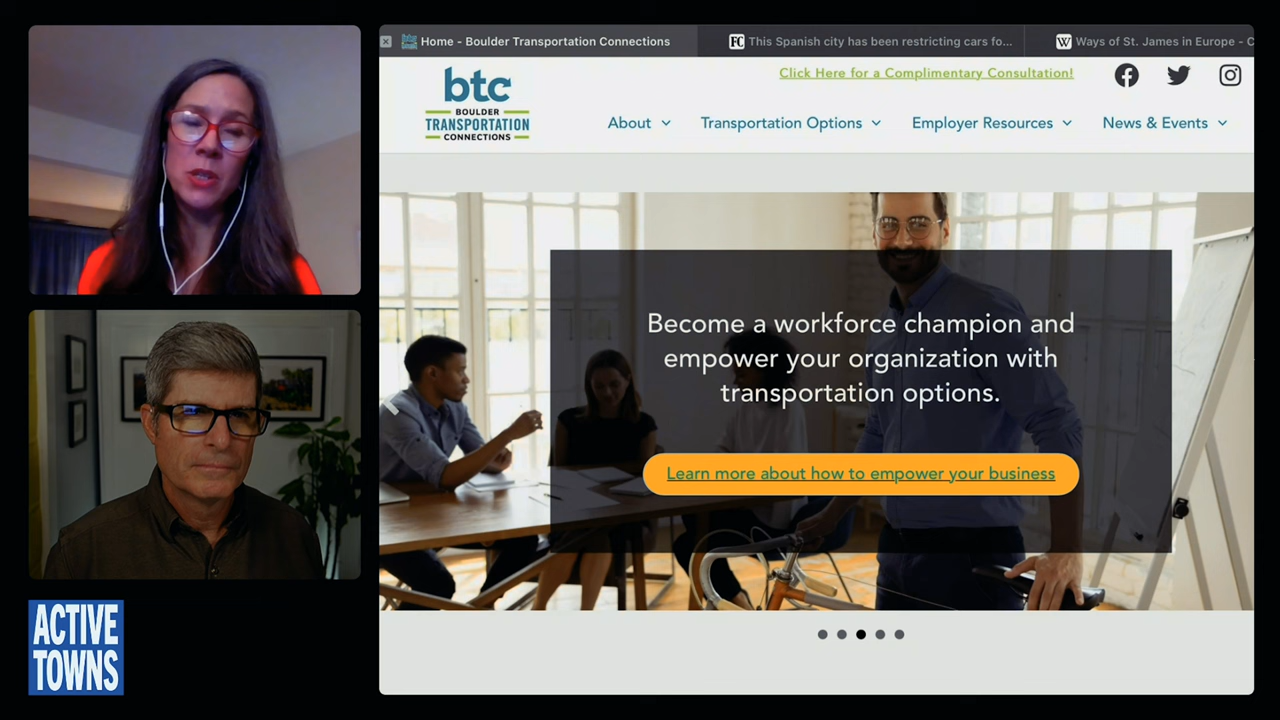 Home - Boulder Transportation Connections
This Spanish city has been restricting cars fo...
Ways of St. James in Europe - C
Click Here for a Complimentary Consultation!
btc
BOULDER
TRANSPORTATION
CONNECTIONS
About
Transportation Options
Employer Resources
News & Events
Become a workforce champion and
empower your organization with
transportation options.
Learn more about how to empower your business
ACTIVE
TOWNS